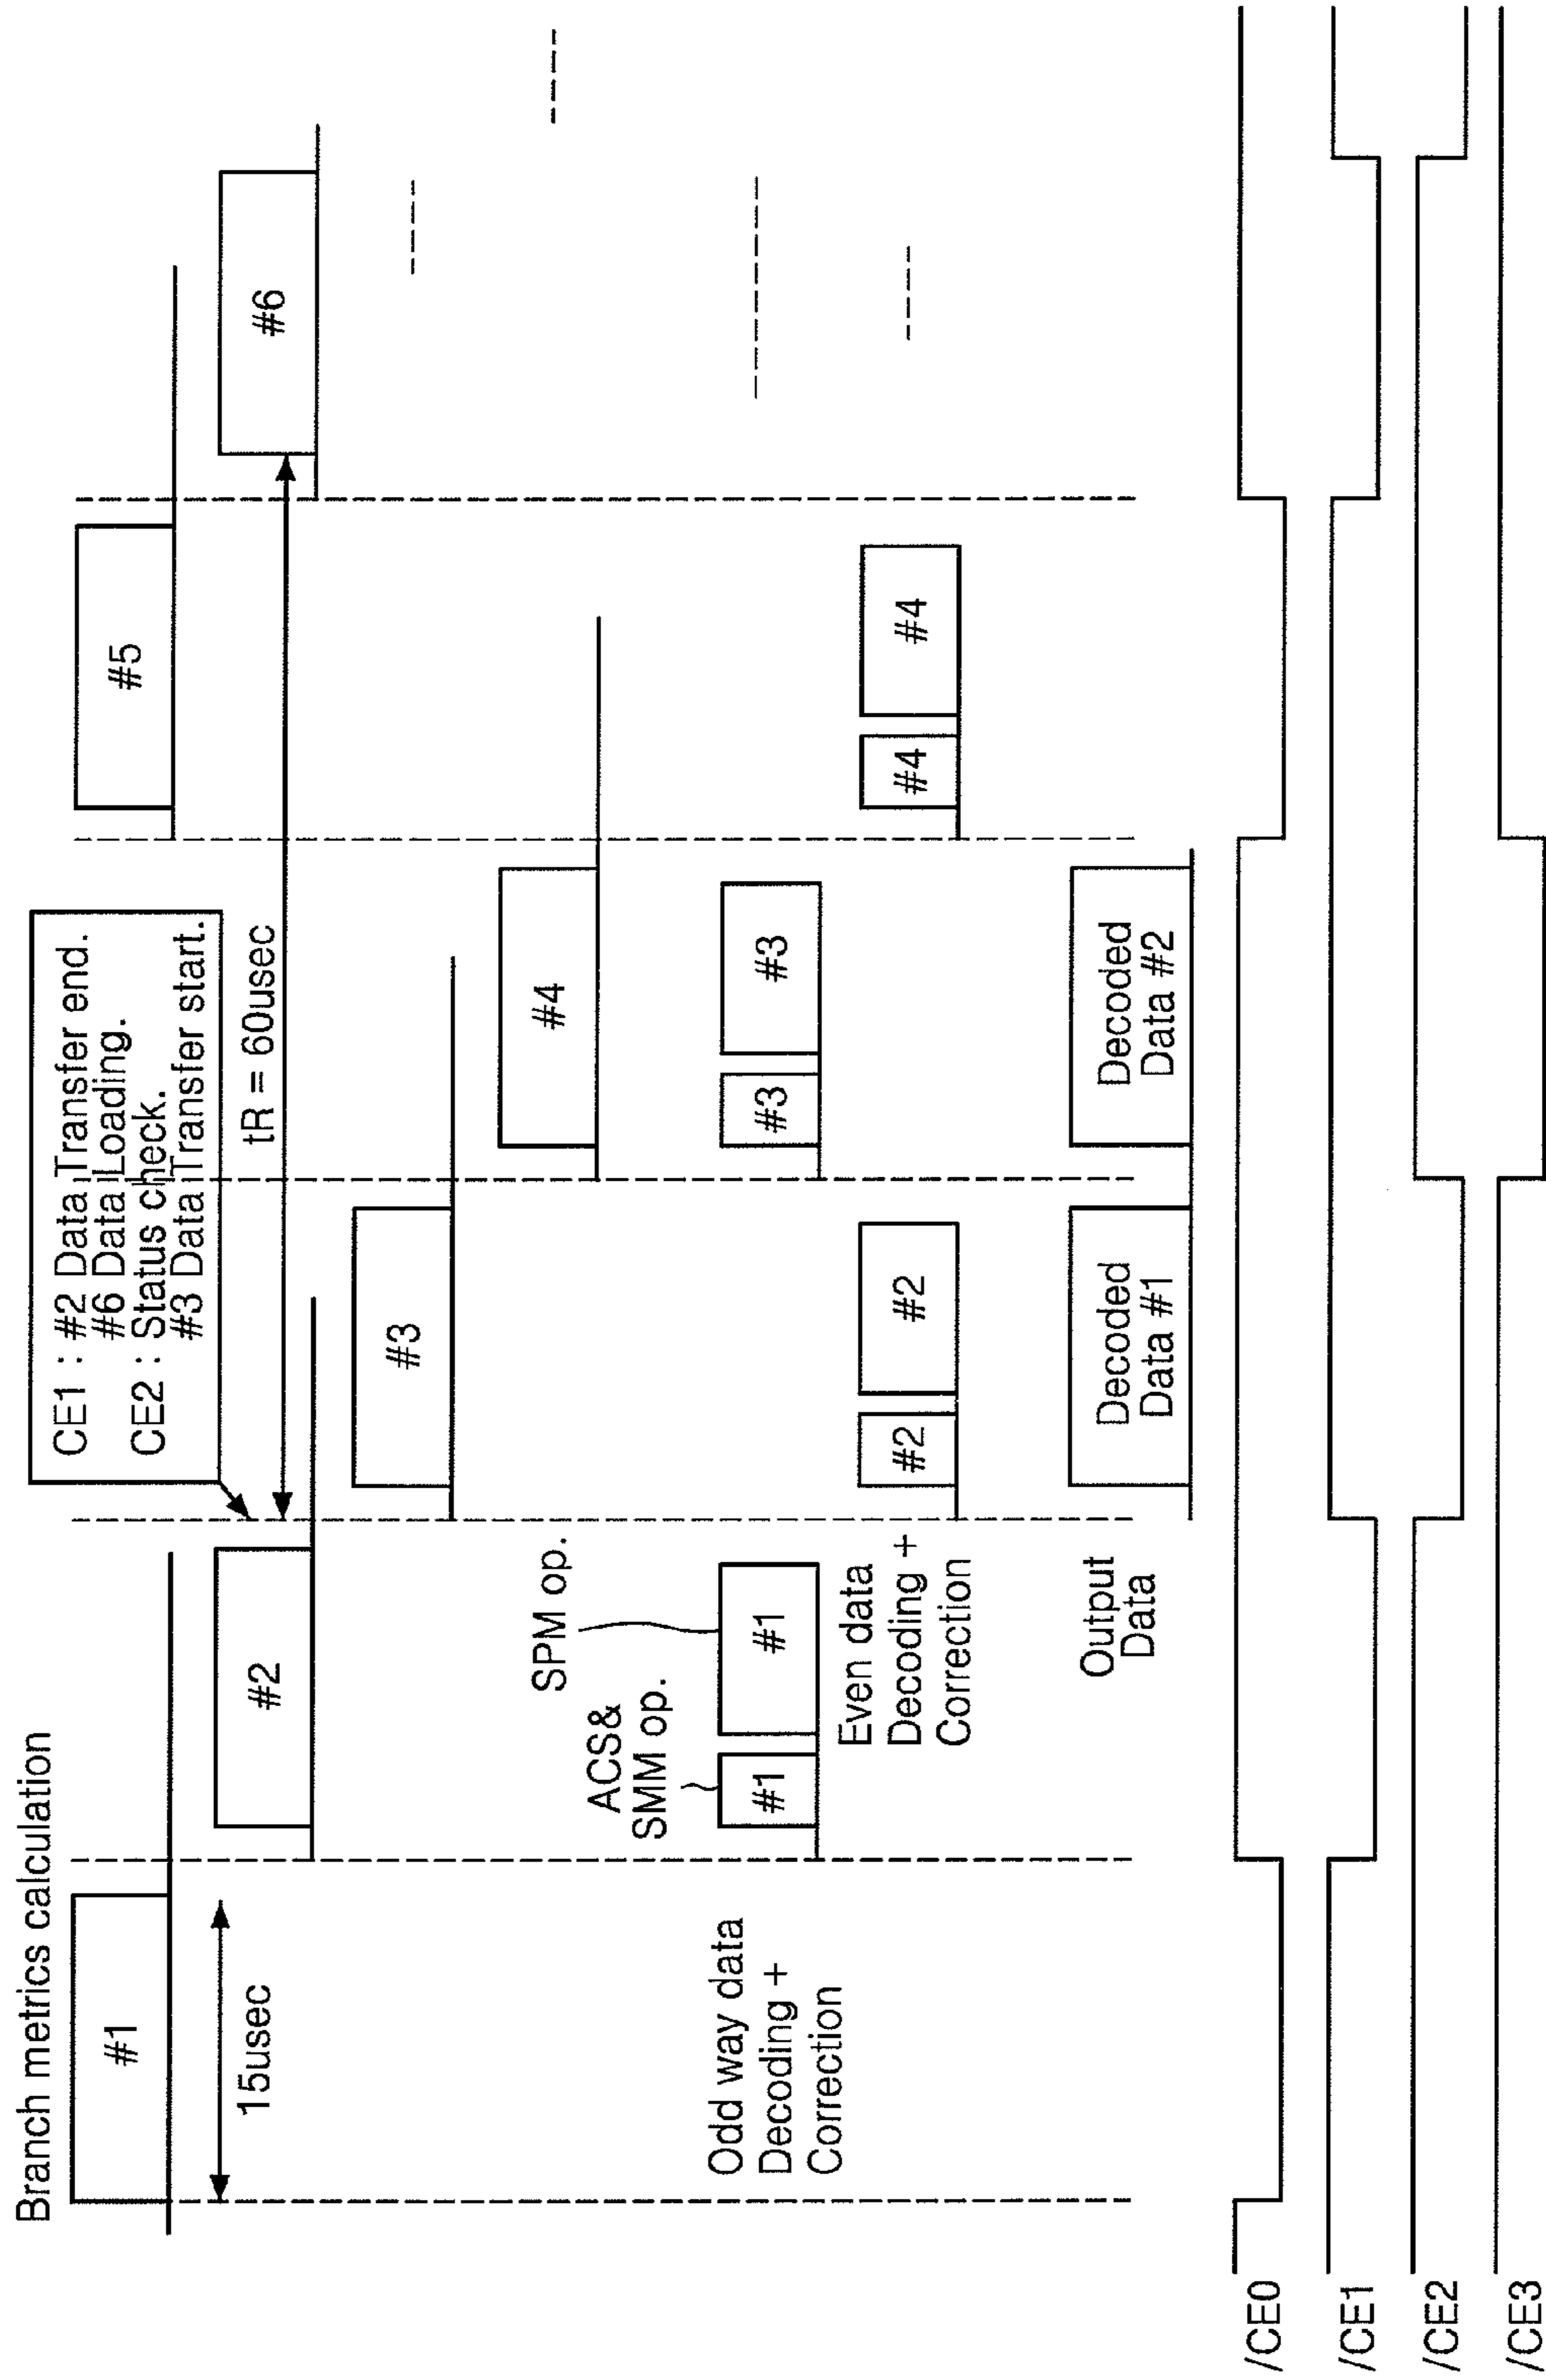 Branch metrics calculation
#1
#5
CE1 : #2 Data Transfer end.
#6 Data Loading.
CE2 : Status check.
#3 Data Transfer start.
15usec
#2
tR = 60usec
#6
#3
#4
SPM op.
ACS&
SMM op.
Odd way data
Decoding +
Correction
#1
#1
#3
#3
Even data
Decoding +
Correction
#2
#2
#4
#4
Output
Data
Decoded
Data #1
Decoded
Data #2
/CE0
/CE1
/CE2
/CE3